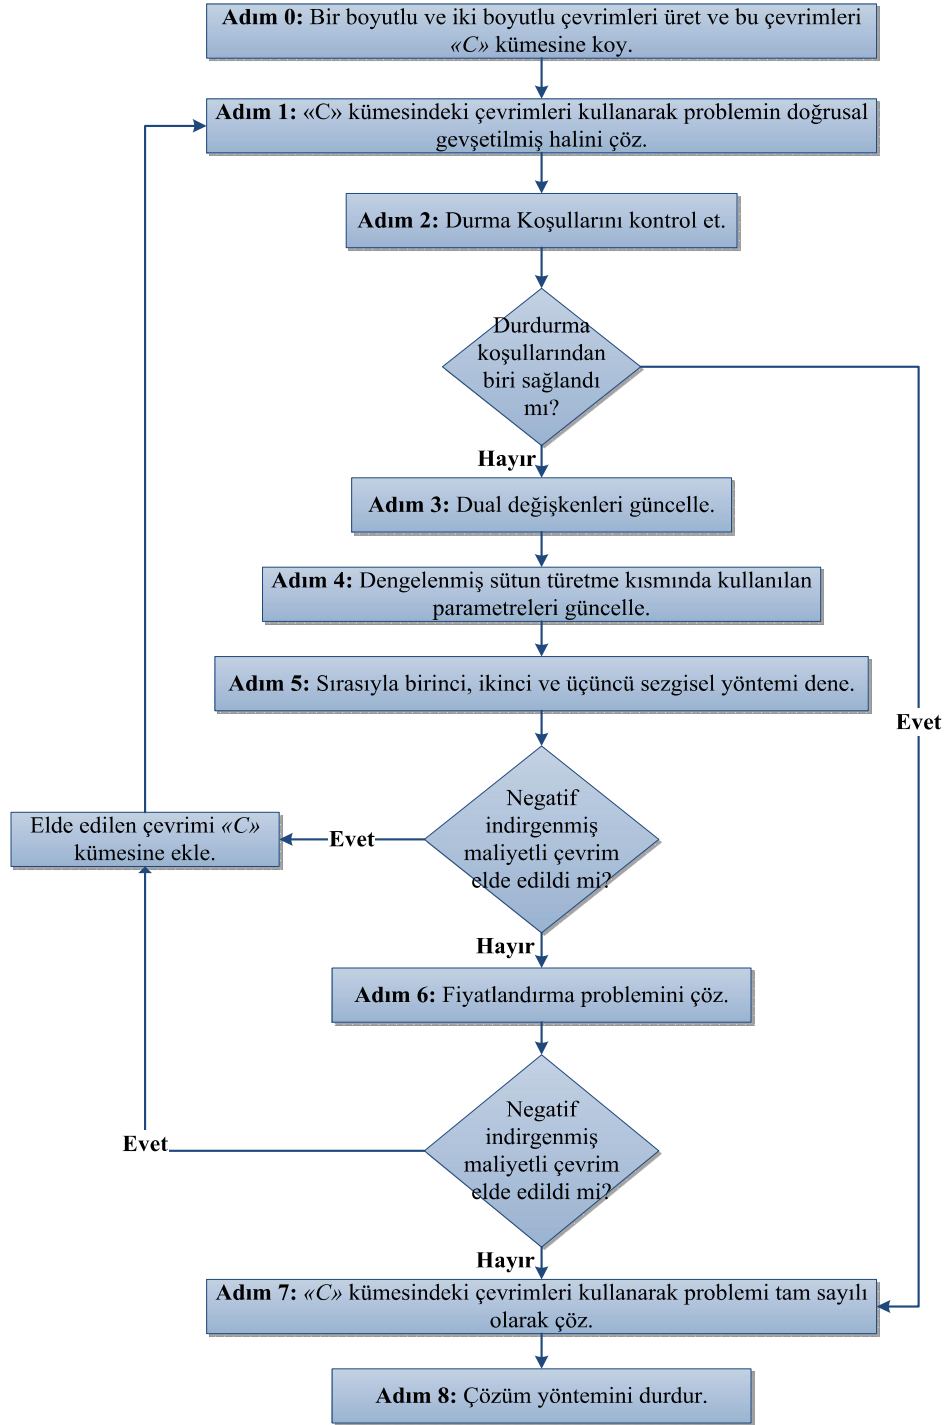 Adım 0: Bir boyutlu ve iki boyutlu çevrimleri üret ve bu çevrimleri
«C» kümesine koy.
Adım 1: «C» kümesindeki çevrimleri kullanarak problemin doğrusal
gevşetilmiş halini çöz.
Adım 2: Durma Koşullarını kontrol et.
Durdurma
koşullarından
biri sağlandı
mı?
Hayır
Adım 3: Dual değişkenleri güncelle.
Adım 4: Dengelenmiş sütun türetme kısmında kullanılan
parametreleri güncelle.
Adım 5: Sırasıyla birinci, ikinci ve üçüncü sezgisel yöntemi dene.
Evet
Negatif
indirgenmiş
maliyetli çevrim
elde edildi mi?
Evet
Elde edilen çevrimi «C»
kümesine ekle.
Hayır
Adım 6: Fiyatlandırma problemini çöz.
Negatif
indirgenmiş
maliyetli çevrim
elde edildi mi?
Evet
Hayır
Adım 7: «C» kümesindeki çevrimleri kullanarak problemi tam sayılı
olarak çöz.
Adım 8: Çözüm yöntemini durdur.